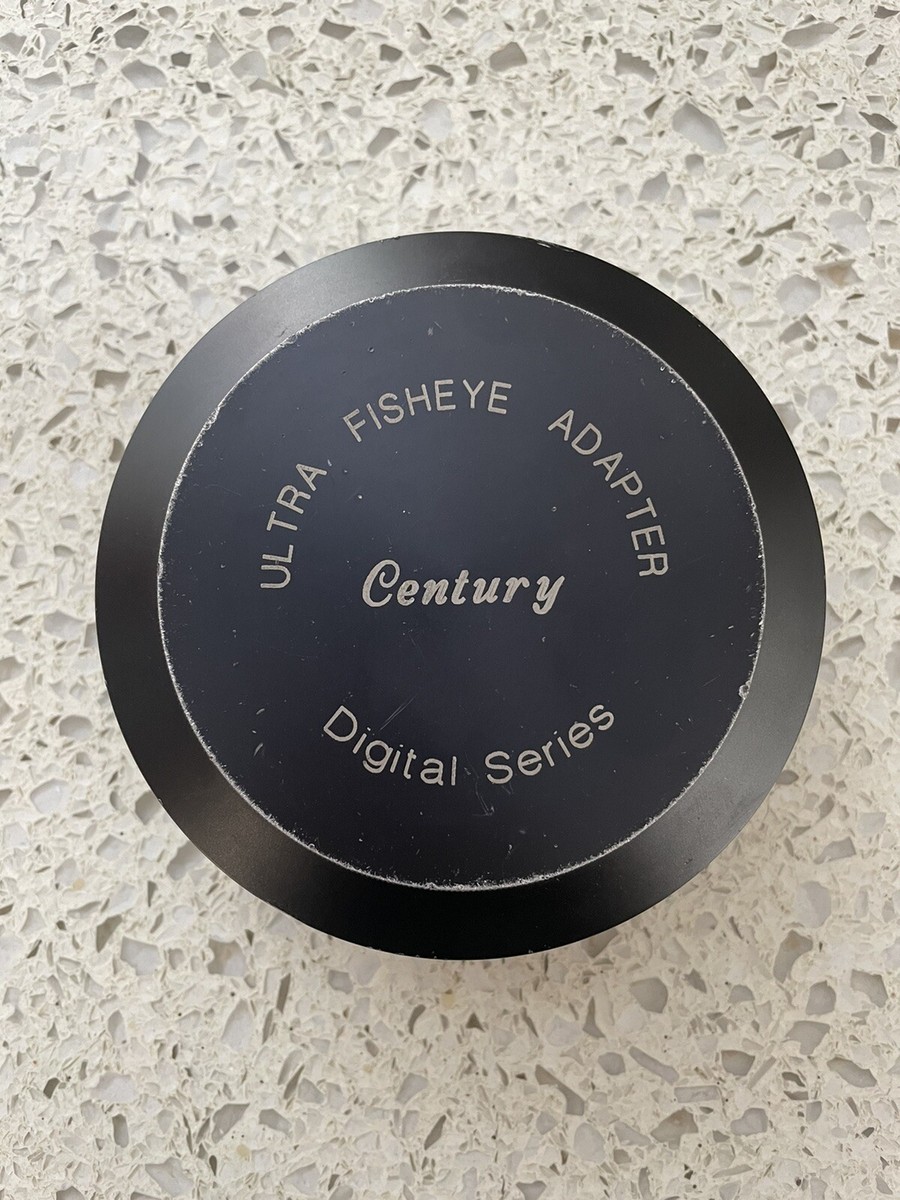 ULTRA FISHEYE ADAPTER
Century
Digital Series